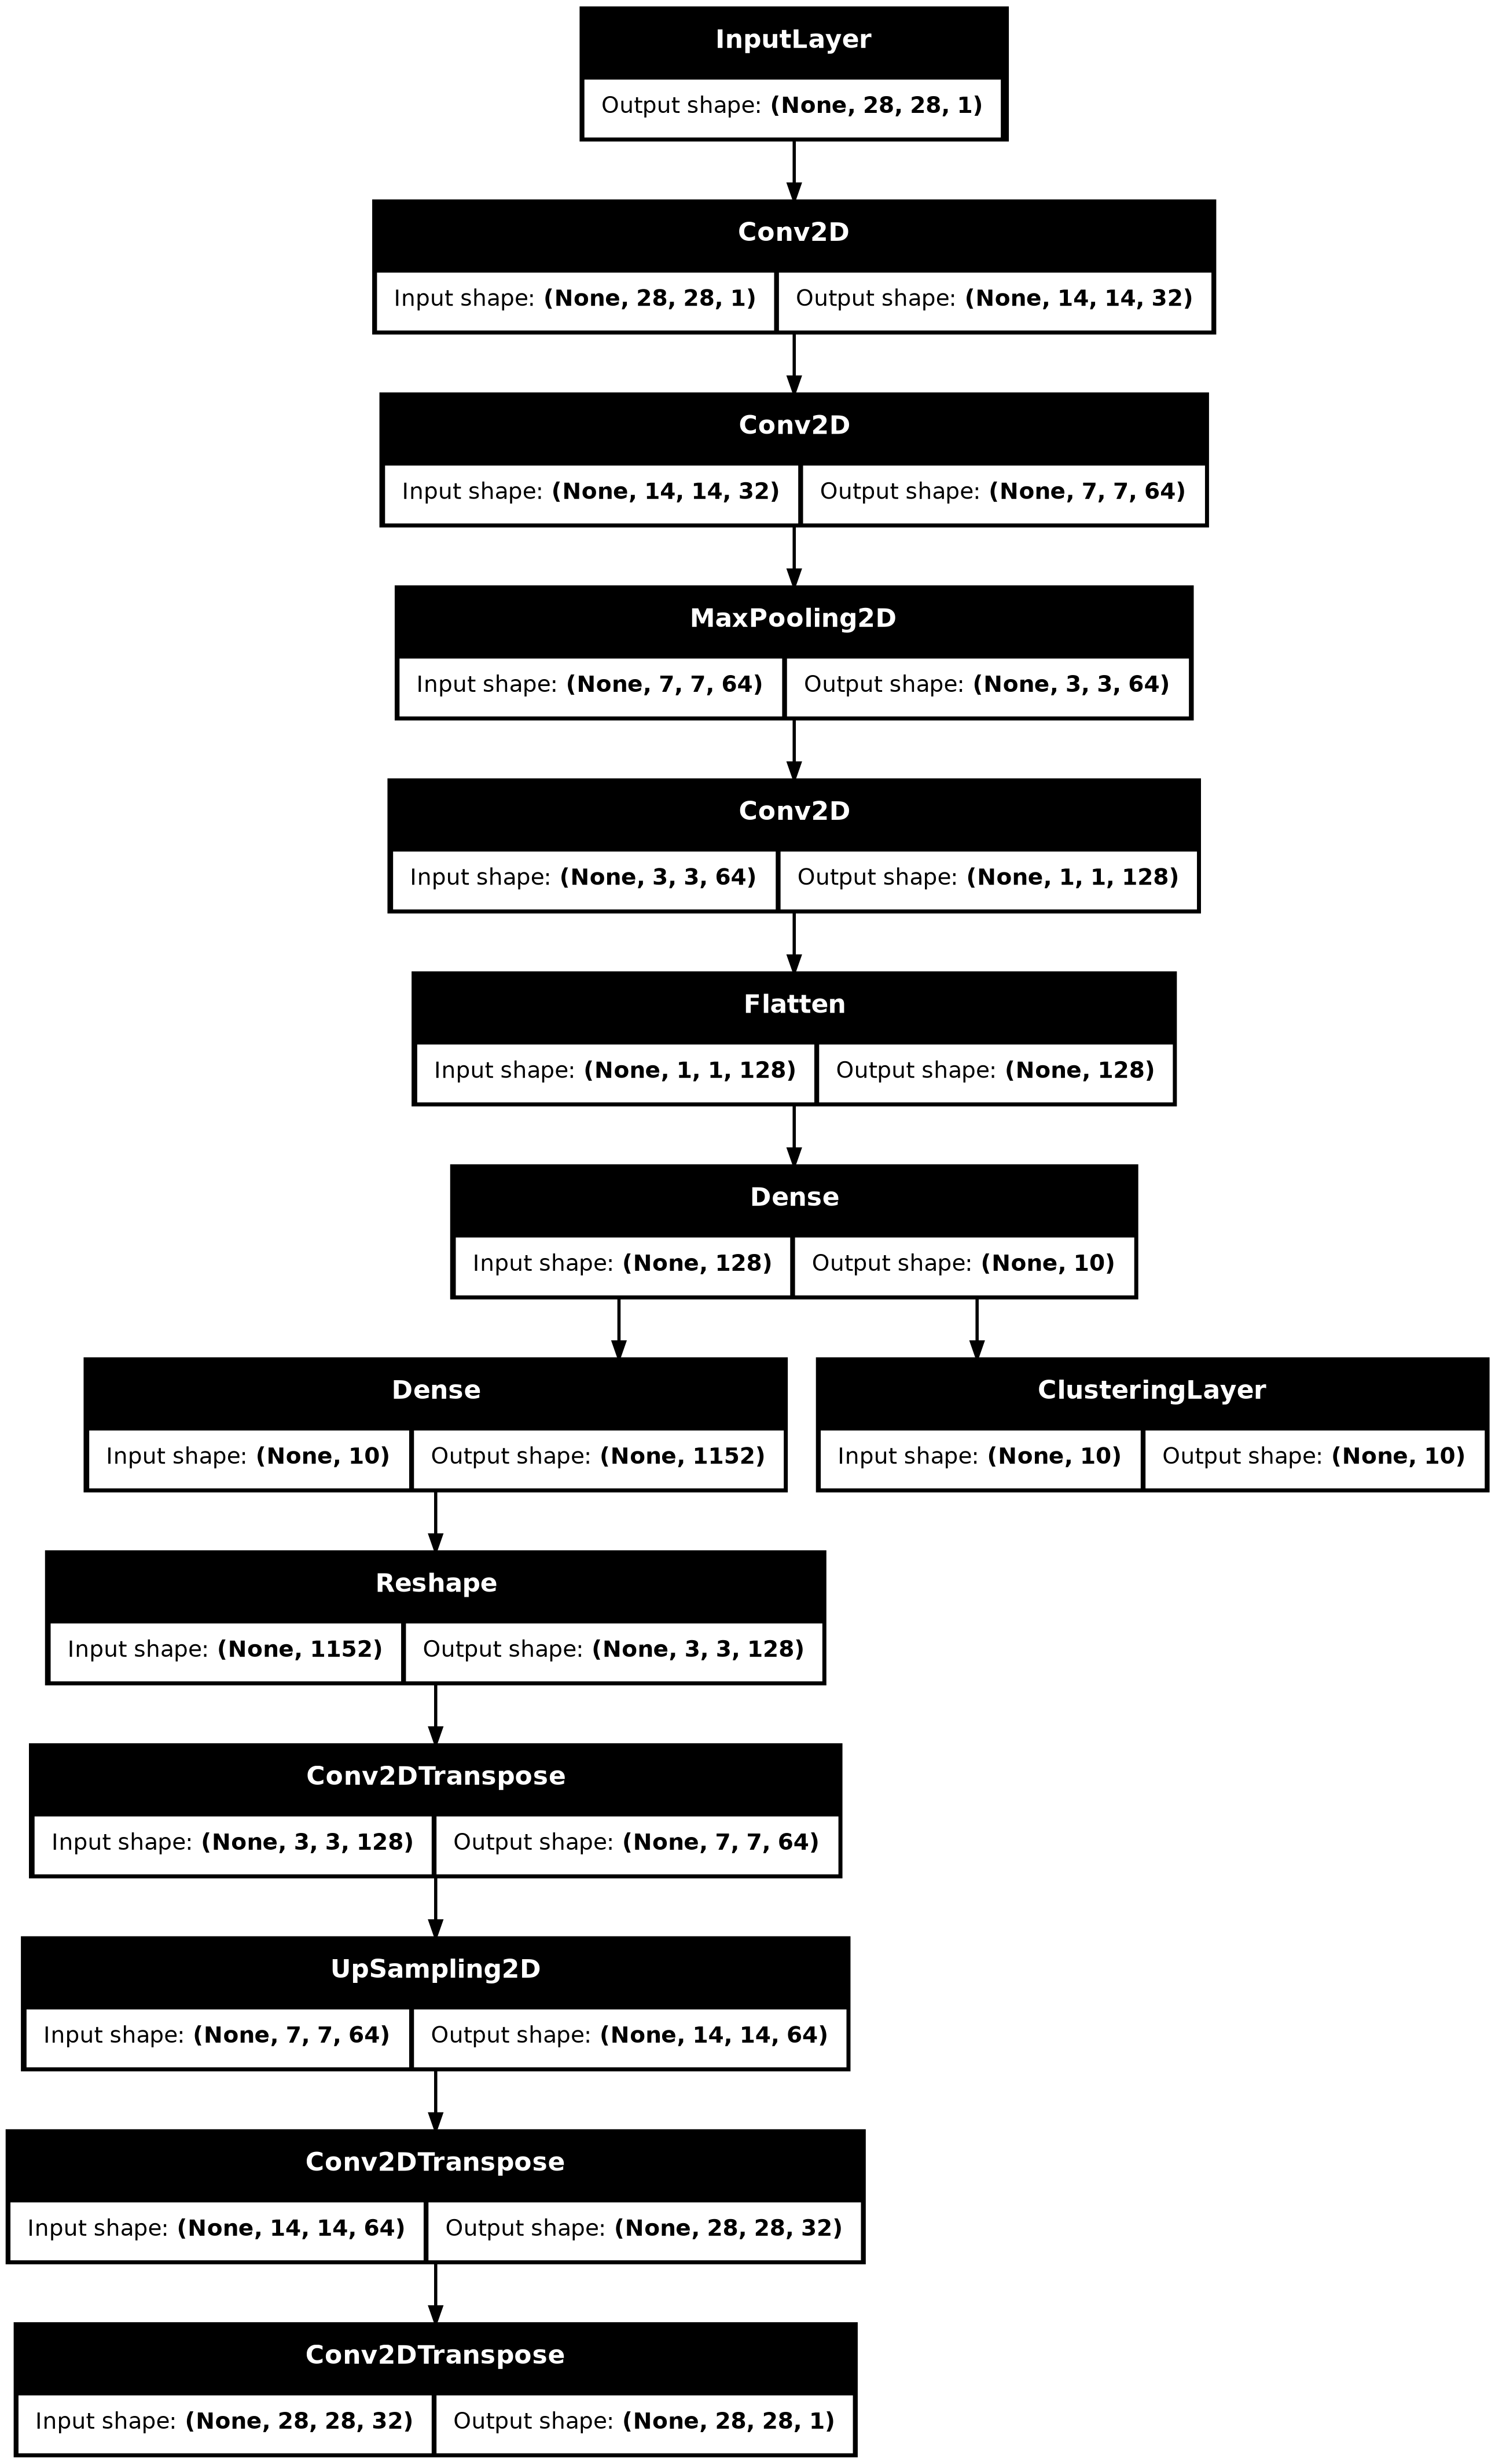 InputLayer
Output shape: (None, 28, 28, 1)
Conv2D
Input shape: (None, 28, 28, 1) Output shape: (None, 14, 14, 32)
Conv2D
Input shape: (None, 14, 14, 32) Output shape: (None, 7, 7, 64)
MaxPooling2D
Input shape: (None, 7, 7, 64) Output shape: (None, 3, 3, 64)
Conv2D
Input shape: (None, 3, 3, 64) Output shape: (None, 1, 1, 128)
Flatten
Input shape: (None, 1, 1, 128) Output shape: (None, 128)
Dense
Input shape: (None, 128) Output shape: (None, 10)
Dense
Input shape: (None, 10) Output shape: (None, 1152)
ClusteringLayer
Input shape: (None, 10) Output shape: (None, 10)
Reshape
Input shape: (None, 1152) Output shape: (None, 3, 3, 128)
Conv2DTranspose
Input shape: (None, 3, 3, 128) Output shape: (None, 7, 7, 64)
UpSampling2D
Input shape: (None, 7, 7, 64) Output shape: (None, 14, 14, 64)
Conv2DTranspose
Input shape: (None, 14, 14, 64) Output shape: (None, 28, 28, 32)
Conv2DTranspose
Input shape: (None, 28, 28, 32) Output shape: (None, 28, 28, 1)